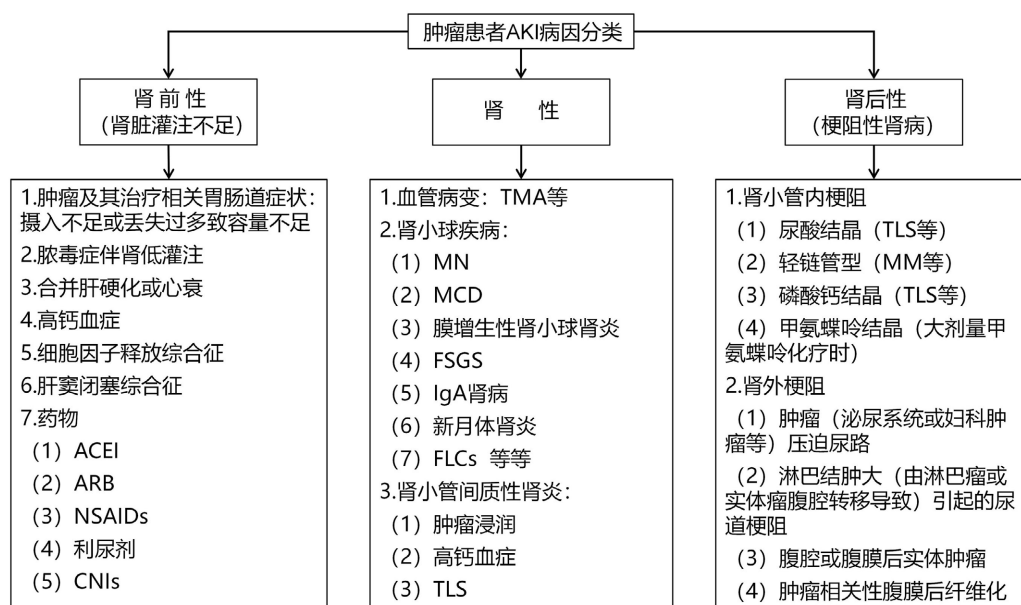 肿瘤患者AKI病因分类
肾前性
（肾脏灌注不足）
肾 性
肾后性
（梗阻性肾病）
1.肿瘤及其治疗相关胃肠道症状：
摄入不足或丢失过多致容量不足
2.脓毒症伴肾低灌注
3.合并肝硬化或心衰
4.高钙血症
5.细胞因子释放综合征
6.肝窦闭塞综合征
7.药物
（1）ACEI
（2）ARB
（3）NSAIDs
（4）利尿剂
（5）CNIs
1.血管病变：TMA等
2.肾小球疾病：
（1）MN
（2）MCD
（3）膜增生性肾小球肾炎
（4）FSGS
（5）IgA肾病
（6）新月体肾炎
（7）FLCs 等等
3.肾小管间质性肾炎：
（1）肿瘤浸润
（2）高钙血症
（3）TLS
1.肾小管内梗阻
（1）尿酸结晶（TLS等）
（2）轻链管型（MM等）
（3）磷酸钙结晶（TLS等）
（4）甲氨蝶呤结晶（大剂量甲
氨蝶呤化疗时）
2.肾外梗阻
（1）肿瘤（泌尿系统或妇科肿
瘤等）压迫尿路
（2）淋巴结肿大（由淋巴瘤或
实体瘤腹腔转移导致）引起的尿
道梗阻
（3）腹腔或腹膜后实体肿瘤
（4）肿瘤相关性腹膜后纤维化